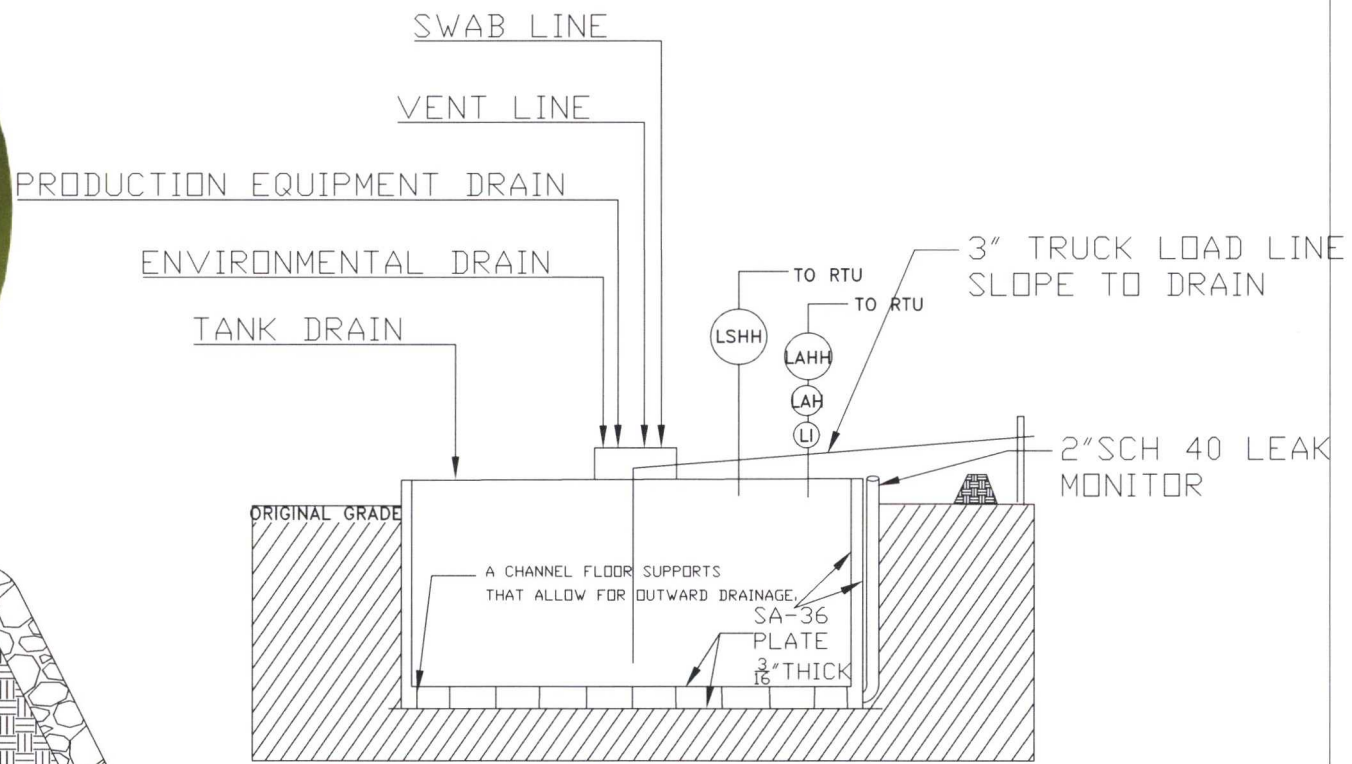 SWAB LINE
VENT LINE
PRODUCTION EQUIPMENT DRAIN
ENVIRONMENTAL DRAIN
TANK DRAIN
TO RTU
TO RTU
3" TRUCK LOAD LINE
SLOPE TO DRAIN
LSHH
LAHH
LAH
LI
2"SCH 40 LEAK
MONITOR
ORIGINAL GRADE
A CHANNEL FLOOR SUPPORTS
THAT ALLOW FOR OUTWARD DRAINAGE.
SA-36
PLATE
3/16"THICK